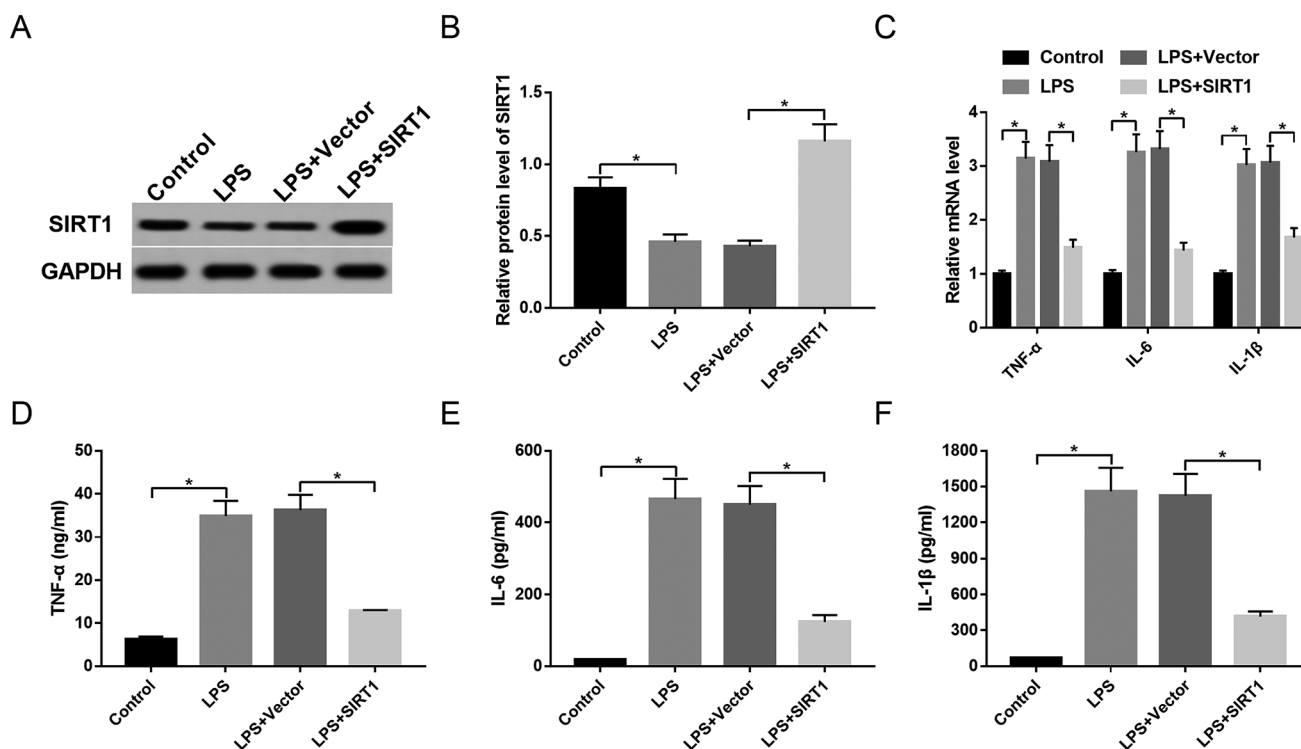 A
Control
LPS
LPS+Vector
LPS+SIRT1
SIRT1
GAPDH
B
Relative protein level of SIRT1
1.5
1.0
0.5
0.0
*
*
Control
LPS
LPS+Vector
LPS+SIRT1
C
Control
LPS+Vector
LPS
LPS+SIRT1
Relative mRNA level
4
3
2
1
0
* * * * * *
TNF-α
IL-6
IL-1β
D
TNF-α (ng/ml)
50
40
30
20
10
0
*
*
Control
LPS
LPS+Vector
LPS+SIRT1
E
IL-6 (pg/ml)
600
400
200
0
*
*
Control
LPS
LPS+Vector
LPS+SIRT1
F
IL-1β (pg/ml)
1800
1500
1200
900
600
300
0
*
*
Control
LPS
LPS+Vector
LPS+SIRT1